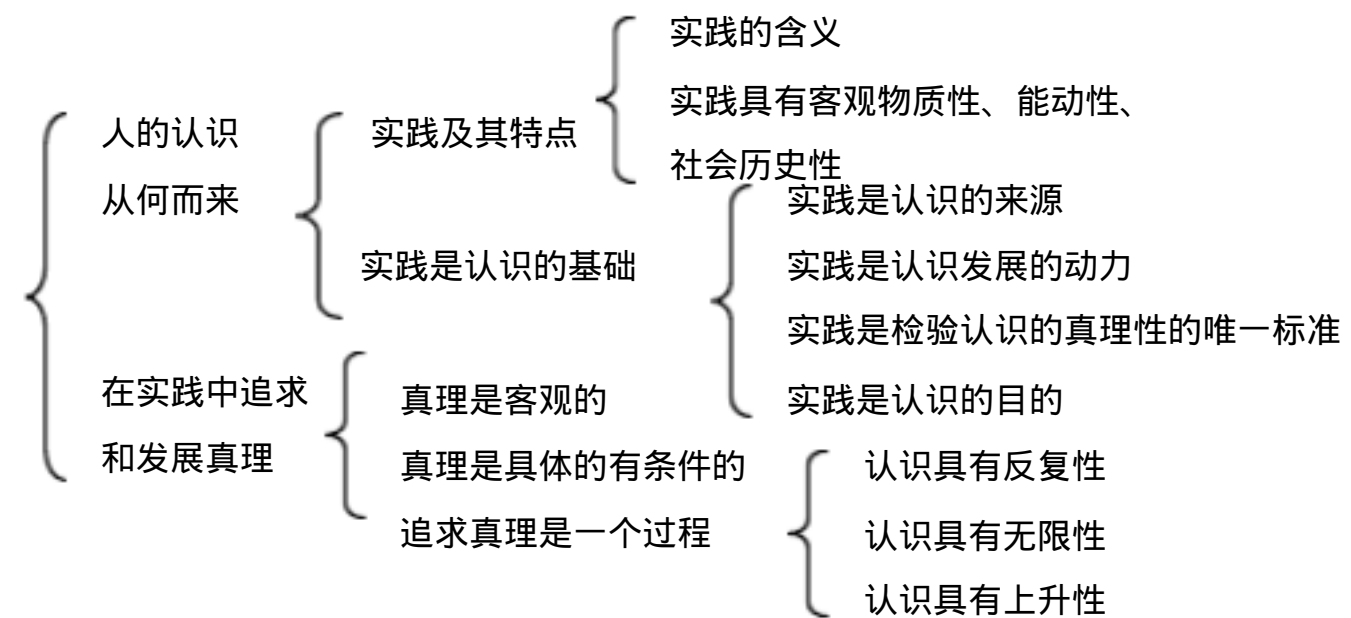 实践的含义
实践具有客观物质性、能动性、
社会历史性
人的认识
从何而来
实践及其特点
实践是认识的基础
实践是认识的来源
实践是认识发展的动力
实践是检验认识的真理性的唯一标准
实践是认识的目的
在实践中追求
和发展真理
真理是客观的
真理是具体的有条件的
追求真理是一个过程
认识具有反复性
认识具有无限性
认识具有上升性